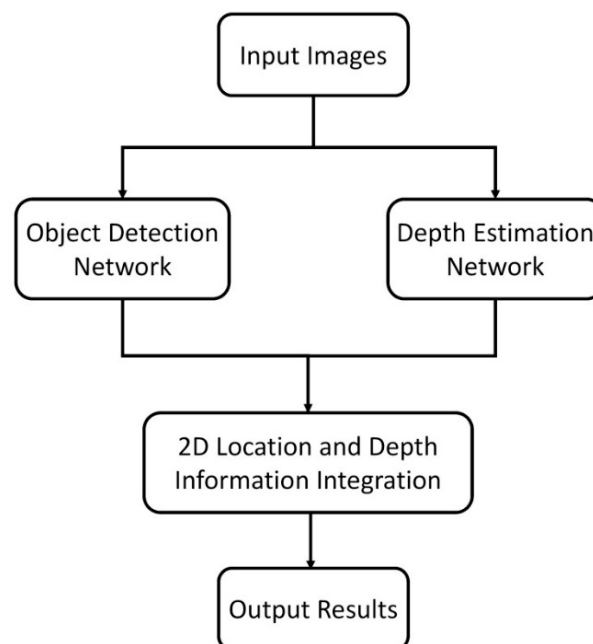 Input Images
Object Detection
Network
Depth Estimation
Network
2D Location and Depth
Information Integration
Output Results